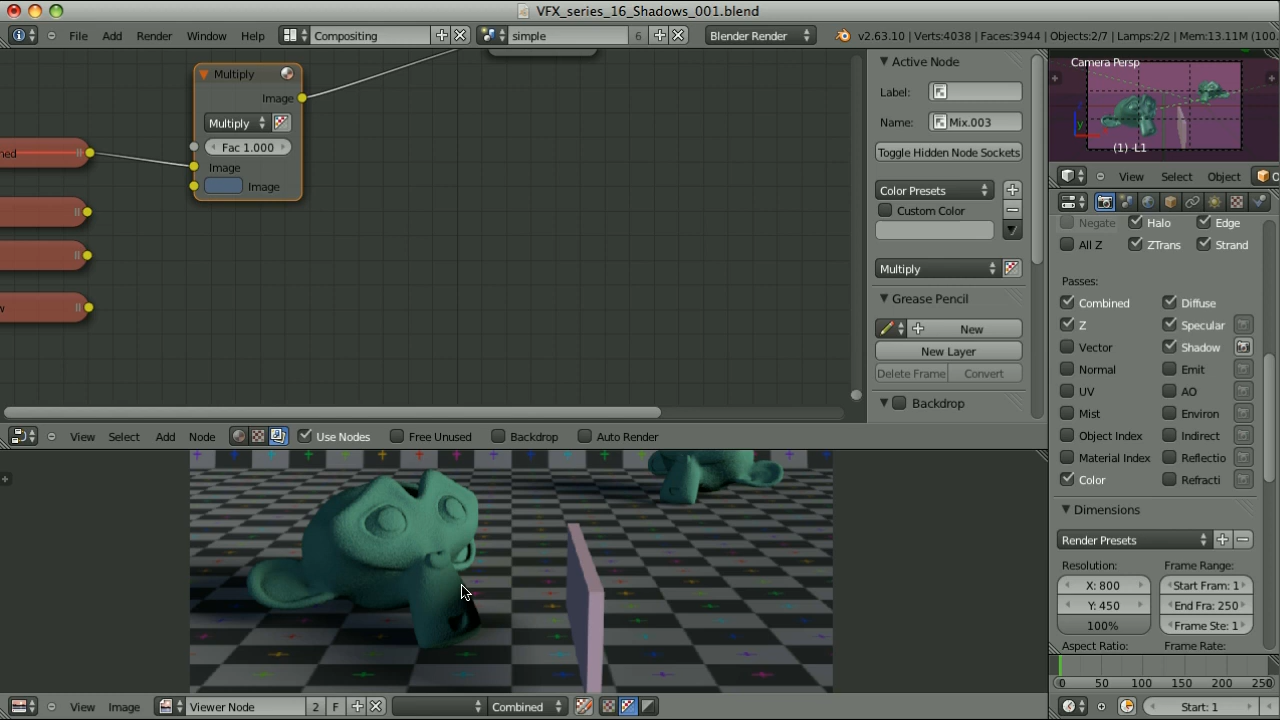 VFX_series_16_Shadows_001.blend
File Add Render Window Help Compositing simple 6 Blender Render v2.63.10 | Verts:4038 | Faces:3944 | Objects:2/7 | Lamps:2/2 | Mem:13.11M (100.
Multiply
Image
Multiply
Fac 1.000
Image
Image
ned
w
Active Node
Label:
Name: Mix.003
Toggle Hidden Node Sockets
Color Presets
Custom Color
Multiply
Grease Pencil
New
New Layer
Delete Frame Convert
Backdrop
Camera Persp
y
(1) -L1
View Select Object O
Negate Halo Edge
All Z ZTrans Strand
Passes:
Combined Diffuse
Z Specular
Vector Shadow
Normal Emit
UV AO
Mist Environ
Object Index Indirect
Material Index Reflectio
Color Refracti
Dimensions
Render Presets
Resolution: Frame Range:
X: 800 Start Fram: 1
Y: 450 End Fra: 250
100% Frame Ste: 1
Aspect Ratio: Frame Rate:
0 50 100 150 200 250
Start: 1
View Select Add Node Use Nodes Free Unused Backdrop Auto Render
View Image Viewer Node 2 F Combined